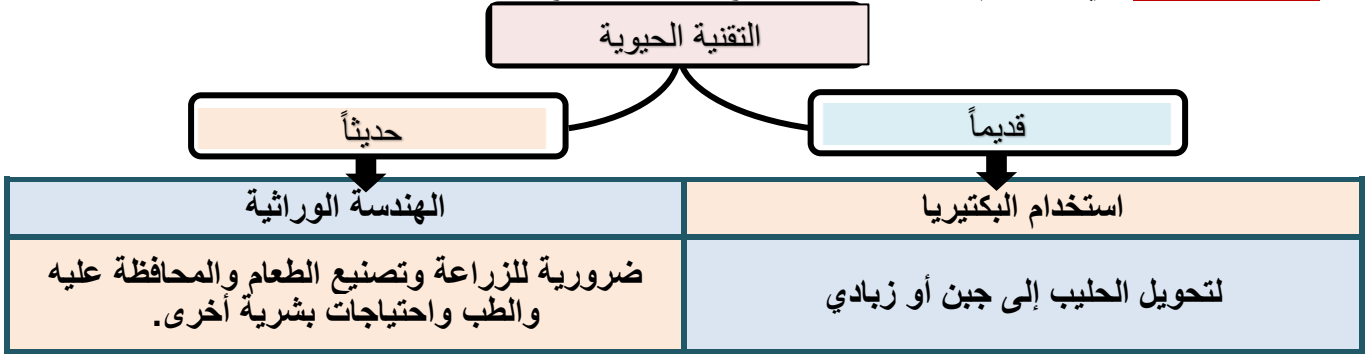 التقنية الحيوية
قديماً
حديثاً
استخدام البكتيريا
الهندسة الوراثية
لتحويل الحليب إلى جبن أو زبادي
ضرورية للزراعة وتصنيع الطعام والمحافظة عليه
والطب واحتياجات بشرية أخرى.